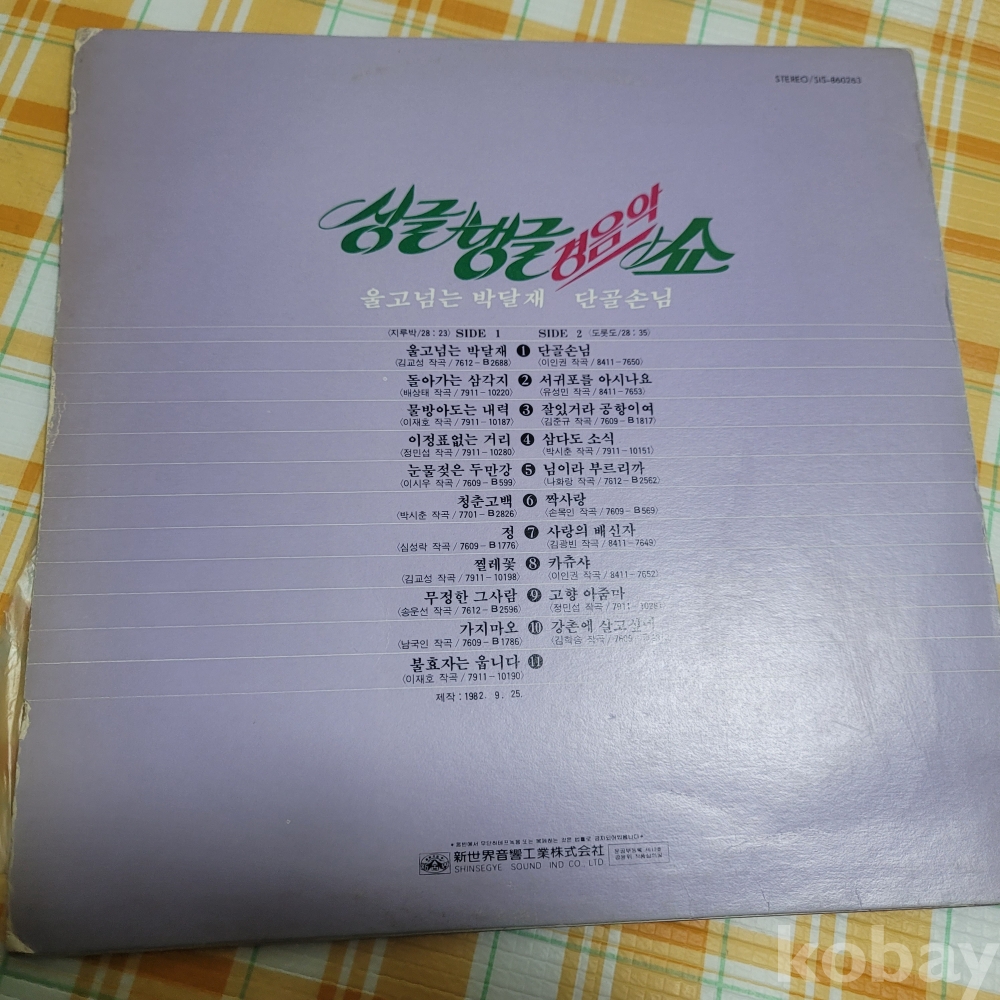 STEREO/SIS-860263
싱글벵글 경음악 쇼
울고넘는 박달재 단골손님
(지루박/28:23) SIDE 1 SIDE 2 (도롯도/28:35)
울고넘는 박달재 ❶ 단골손님
(김교성 작곡/7612-B2688) (이인권 작곡/8411-7650)
돌아가는 삼각지 ❷ 서귀포를 아시나요
(배상태 작곡/7911-10220) (유성민 작곡/8411-7653)
물방아도는 내력 ❸ 잘있거라 공항이여
(이재호 작곡/7911-10187) (김준규 작곡/7609-B1817)
이정표없는 거리 ❹ 삼다도 소식
(정민섭 작곡/7911-10280) (박시춘 작곡/7911-10151)
눈물젖은 두만강 ❺ 님이라 부르리까
(이시우 작곡/7609-B599) (나화랑 작곡/7612-B2562)
청춘고백 ❻ 짝사랑
(박시춘 작곡/7701-B2826) (손목인 작곡/7609-B569)
정 ❼ 사랑의 배신자
(심성락 작곡/7609-B1776) (김광빈 작곡/8411-7649)
찔레꽃 ❽ 카츄샤
(김교성 작곡/7911-10198) (이인권 작곡/8411-7652)
무정한 그사람 ❾ 고향 아줌마
(송운선 작곡/7612-B2596) (정민섭 작곡/7911-
가지마오 ❿ 강촌에 살고싶네
(남국인 작곡/7609-B1786) (김학송 작곡/7609-B
불효자는 웁니다 ⓫
(이재호 작곡/7911-10190)
제작:1982. 9. 25.
新世界音響工業株式会社
SHINSEGYE SOUND IND CO., LTD
kobay